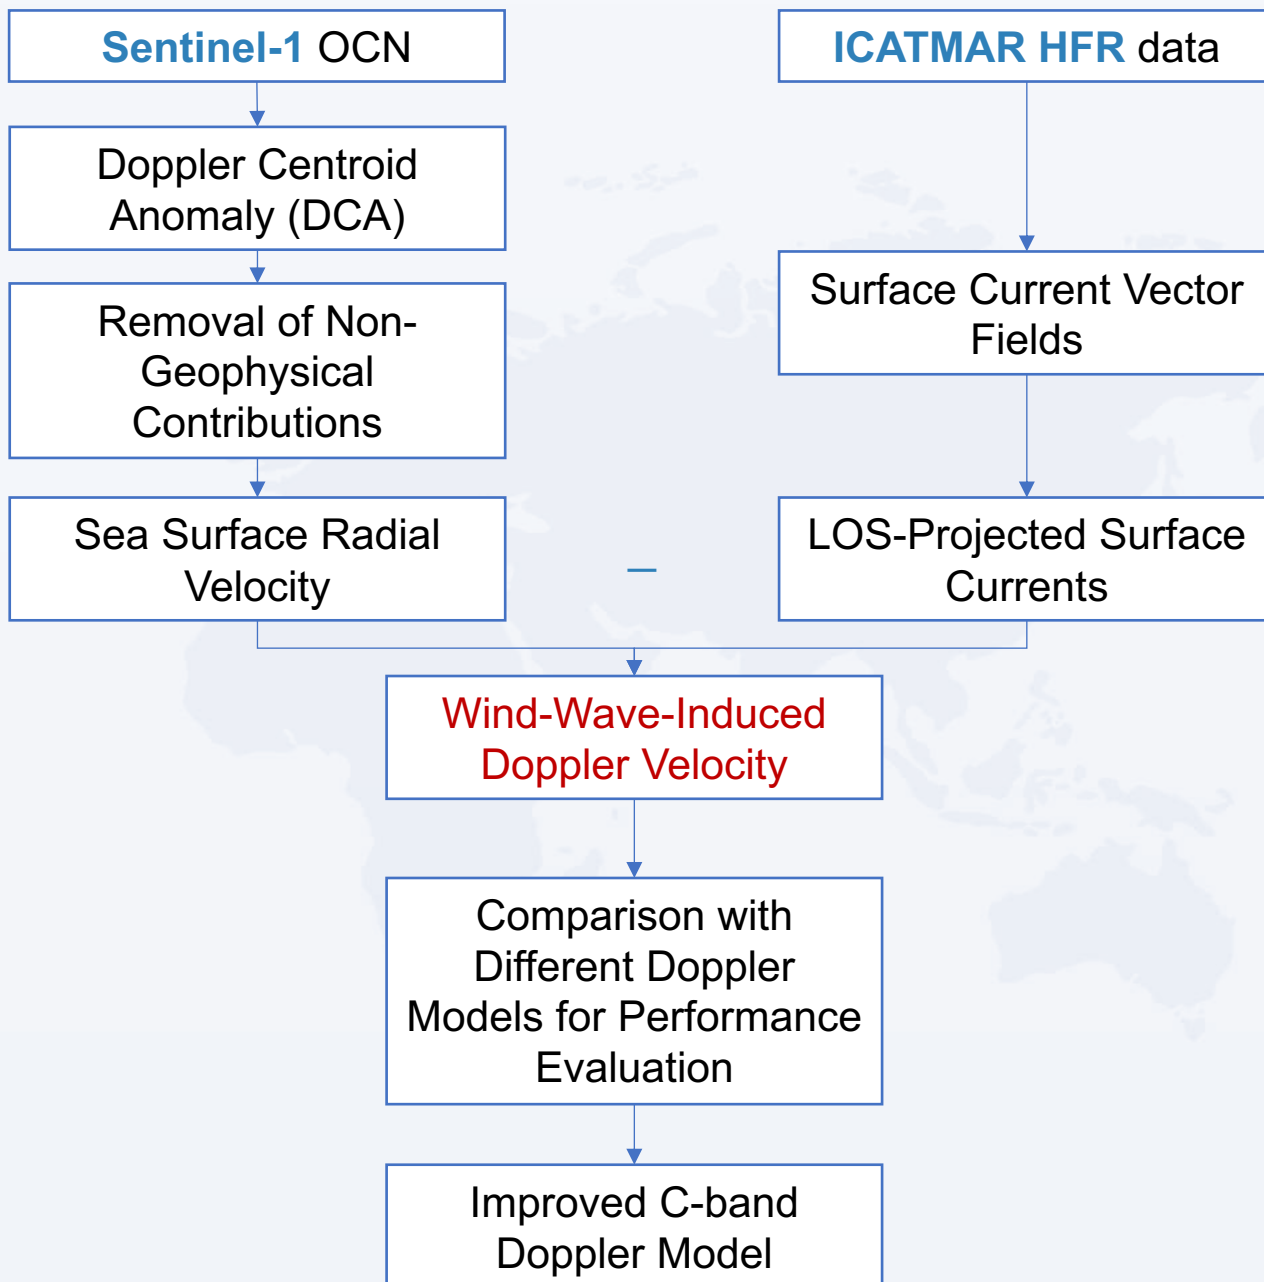 Sentinel-1 OCN
ICATMAR HFR data
Doppler Centroid
Anomaly (DCA)
Removal of Non-
Geophysical
Contributions
Surface Current Vector
Fields
Sea Surface Radial
Velocity
–
LOS-Projected Surface
Currents
Wind-Wave-Induced
Doppler Velocity
Comparison with
Different Doppler
Models for Performance
Evaluation
Improved C-band
Doppler Model